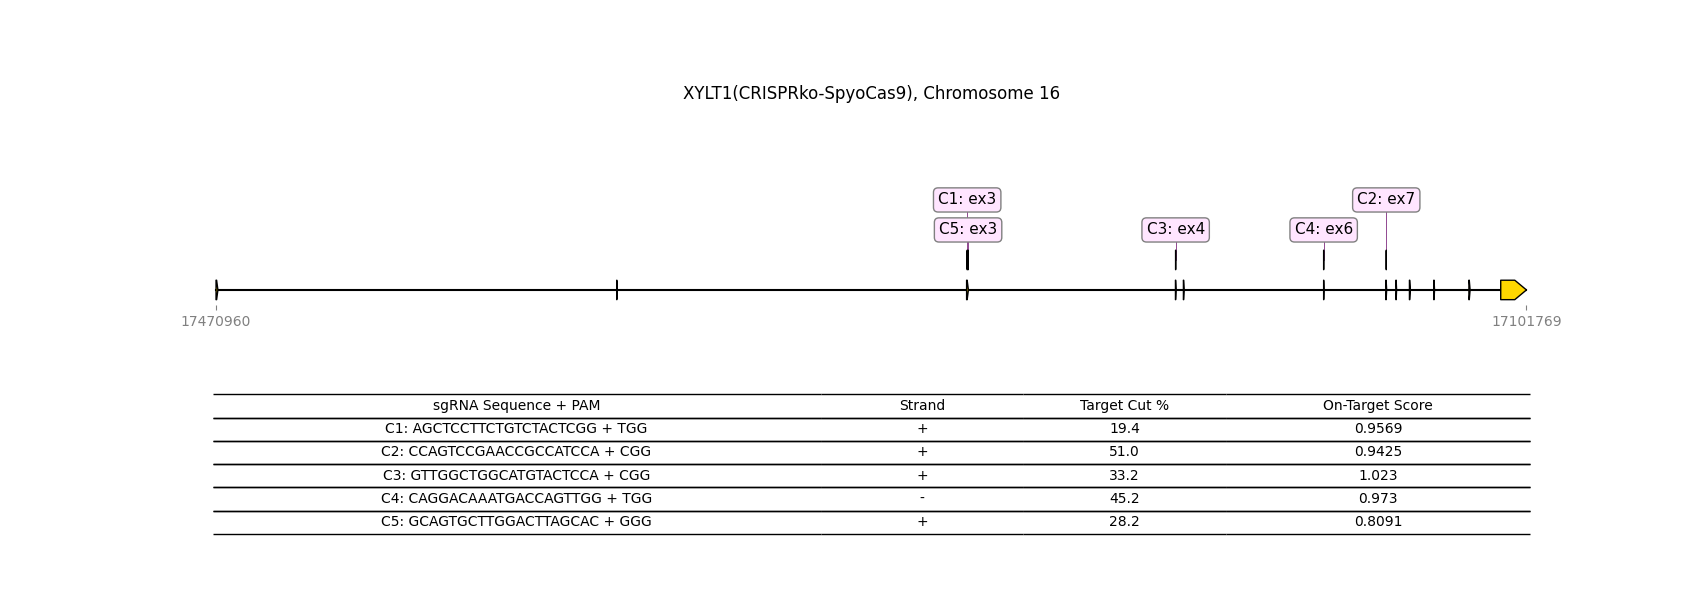 XYLT1(CRISPRko-SpyoCas9), Chromosome 16
C1: ex3
C2: ex7
C5: ex3
C3: ex4
C4: ex6
17470960
17101769
sgRNA Sequence + PAM Strand Target Cut % On-Target Score
C1: AGCTCCTTCTGTCTACTCGG + TGG + 19.4 0.9569
C2: CCAGTCCGAACCGCCATCCA + CGG + 51.0 0.9425
C3: GTTGGCTGGCATGTACTCCA + CGG + 33.2 1.023
C4: CAGGACAAATGACCAGTTGG + TGG - 45.2 0.973
C5: GCAGTGCTTGGACTTAGCAC + GGG + 28.2 0.8091